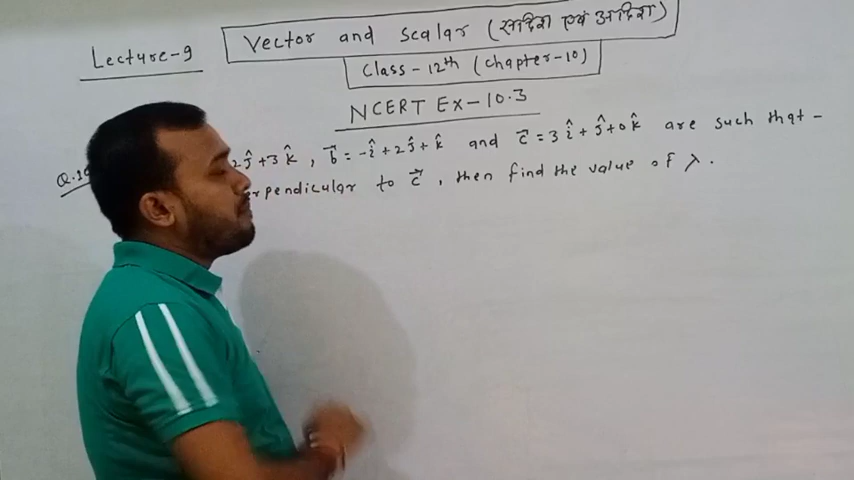 Lecture-9
Vector and Scalar (सदिश एवं अदिश)
Class-12th (Chapter-10)
NCERT Ex-10.3
2ĵ+3k̂, b⃗ = -î+2ĵ+k̂ and c⃗ = 3î+ĵ+0k̂ are such that -
to c⃗, then find the value of λ.